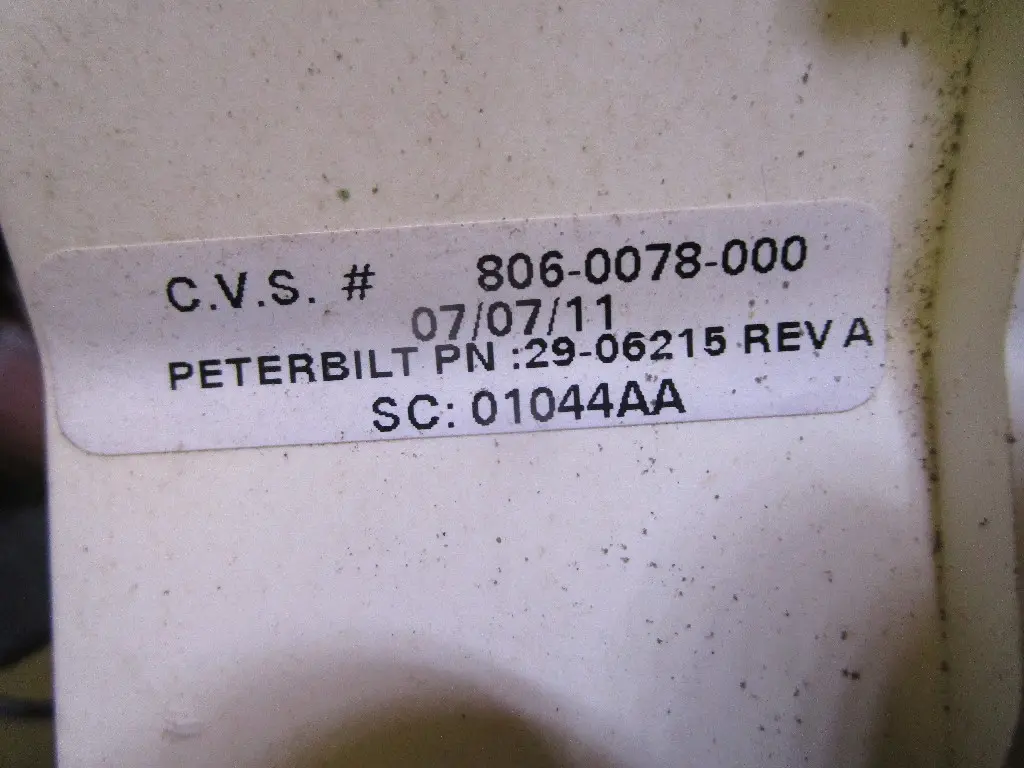 C.V.S. # 806-0078-000
07/07/11
PETERBILT PN :29-06215 REV A
SC: 01044AA